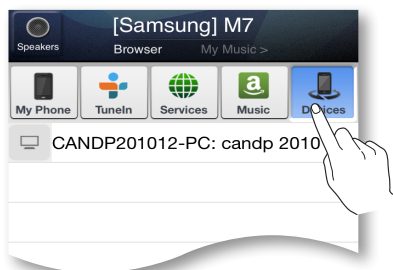 [Samsung] M7
Speakers
Browser My Music >
My Phone TuneIn Services Music Devices
CANDP201012-PC: candp 2010